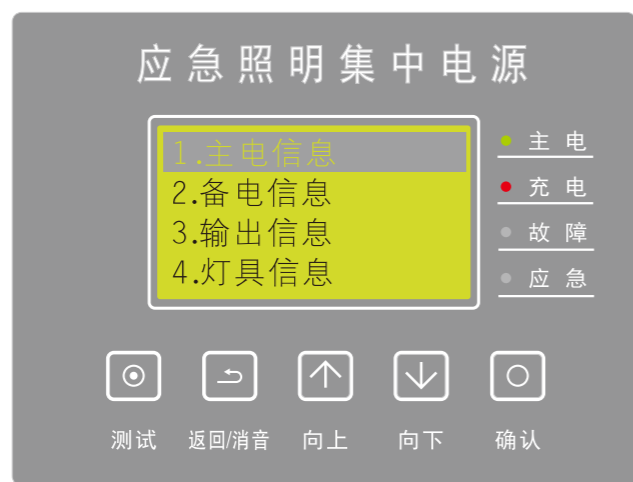 应急照明集中电源
1.主电信息
2.备电信息
3.输出信息
4.灯具信息
主电
充电
故障
应急
测试 返回/消音 向上 向下 确认